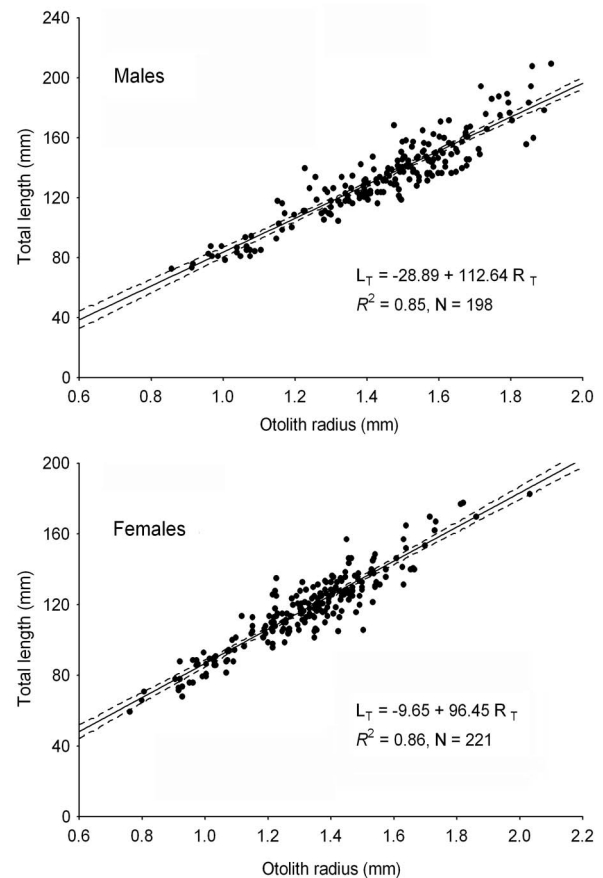 240
200
160
120
80
40
0
Total length (mm)
Males
L_T = -28.89 + 112.64 R_T
R² = 0.85, N = 198
0.6 0.8 1.0 1.2 1.4 1.6 1.8 2.0
Otolith radius (mm)
200
160
120
80
40
0
Total length (mm)
Females
L_T = -9.65 + 96.45 R_T
R² = 0.86, N = 221
0.6 0.8 1.0 1.2 1.4 1.6 1.8 2.0 2.2
Otolith radius (mm)